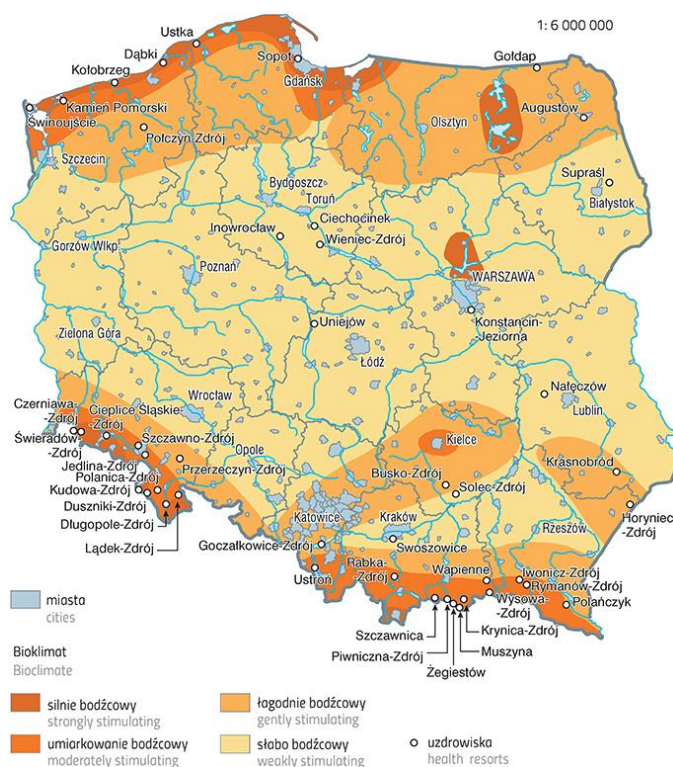 1: 6 000 000
Ustka
Dąbki
Sopot
Gołdap
Kołobrzeg
Gdańsk
Kamień Pomorski
Augustów
Świnoujście
Olsztyn
Połczyn-Zdrój
Szczecin
Supraśl
Bydgoszcz
Białystok
Toruń
Ciechocinek
Inowrocław
Wieniec-Zdrój
Gorzów Wlkp
Poznań
WARSZAWA
Konstancin-
Jeziorna
Uniejów
Zielona Góra
Łódź
Nałęczów
Lublin
Wrocław
Czerniawa-
-Zdrój
Cieplice Śląskie-
-Zdrój
Świeradów-
-Zdrój
Szczawno-Zdrój
Kielce
Opole
Jedlina-Zdrój
Krasnobród
Polanica-Zdrój
Przerzeczyn-Zdrój
Busko-Zdrój
Kudowa-Zdrój
Solec-Zdrój
Duszniki-Zdrój
Horyniec
-Zdrój
Długopole-Zdrój
Katowice
Kraków
Rzeszów
Lądek-Zdrój
Goczałkowice-Zdrój
Swoszowice
Ustroń
Rabka-
-Zdrój
Wapienne
Iwonicz-Zdrój
Rymanów-Zdrój
Wysowa-
-Zdrój
Polańczyk
Szczawnica
Krynica-Zdrój
Piwniczna-Zdrój
Muszyna
Żegiestów
miasta
cities
Bioklimat
Bioclimate
silnie bodźcowy
strongly stimulating
łagodnie bodźcowy
gently stimulating
umiarkowanie bodźcowy
moderately stimulating
słabo bodźcowy
weakly stimulating
uzdrowiska
health resorts